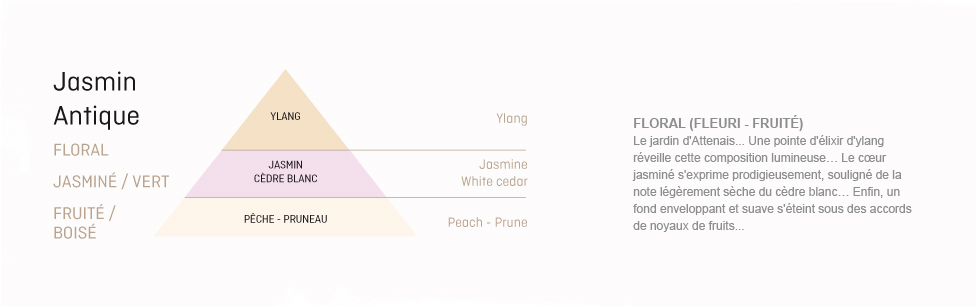 Jasmin
Antique
FLORAL
JASMINÉ / VERT
FRUITÉ /
BOISÉ
YLANG
JASMIN
CÈDRE BLANC
PÊCHE - PRUNEAU
Ylang
Jasmine
White cedar
Peach - Prune
FLORAL (FLEURI - FRUITÉ)
Le jardin d'Attenais... Une pointe d'élixir d'ylang
réveille cette composition lumineuse… Le cœur
jasminé s'exprime prodigieusement, souligné de la
note légèrement sèche du cèdre blanc… Enfin, un
fond enveloppant et suave s'éteint sous des accords
de noyaux de fruits...